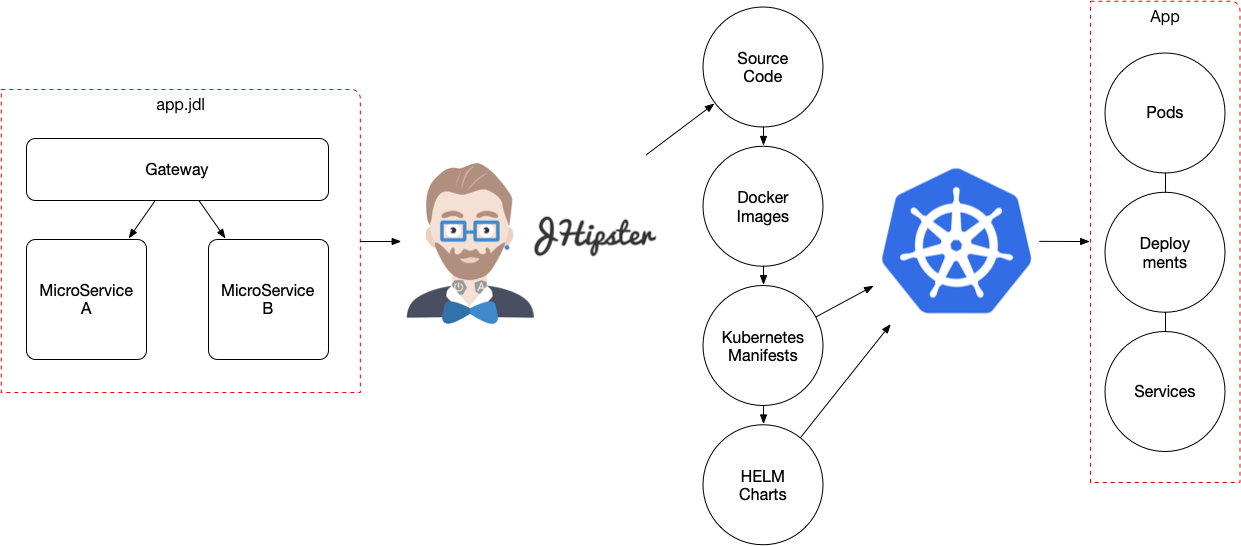 app.jdl
Gateway
MicroService
A
MicroService
B
JHipster
Source
Code
Docker
Images
Kubernetes
Manifests
HELM
Charts
App
Pods
Deploy
ments
Services